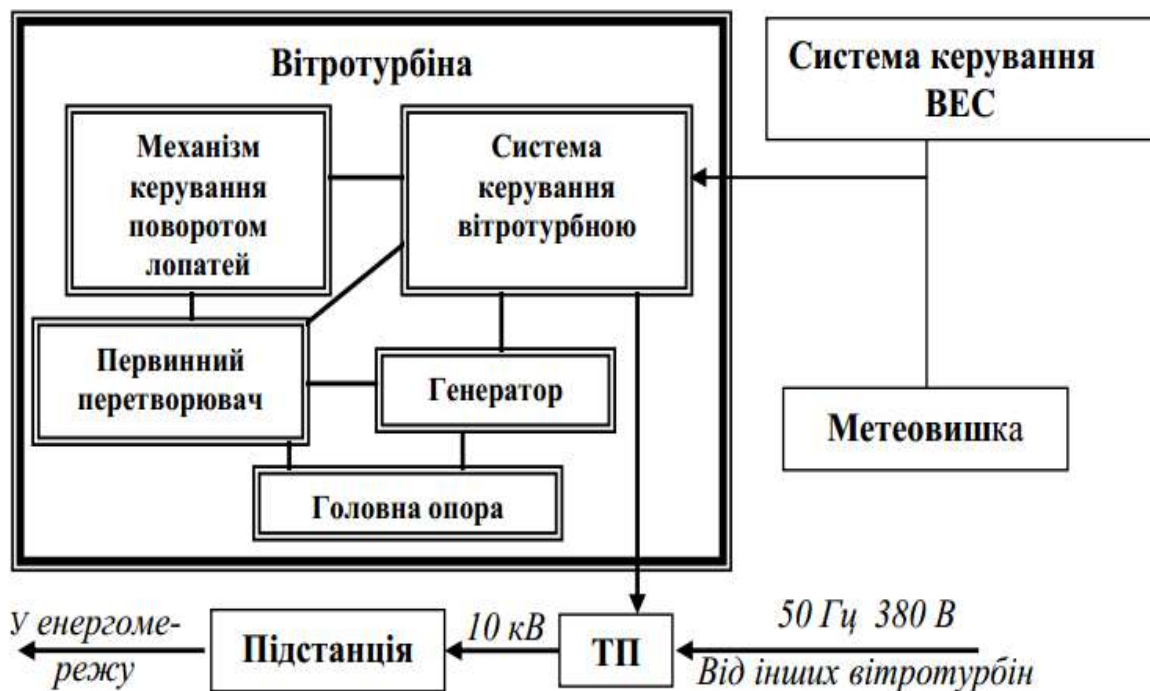 Вітротурбіна
Система керування
ВЕС
Механізм
керування
поворотом
лопатей
Система
керування
вітротурбною
Первинний
перетворювач
Генератор
Метеовишка
Головна опора
У енергоме-
режу
Підстанція
10 кВ
ТП
50 Гц 380 В
Від інших вітротурбін